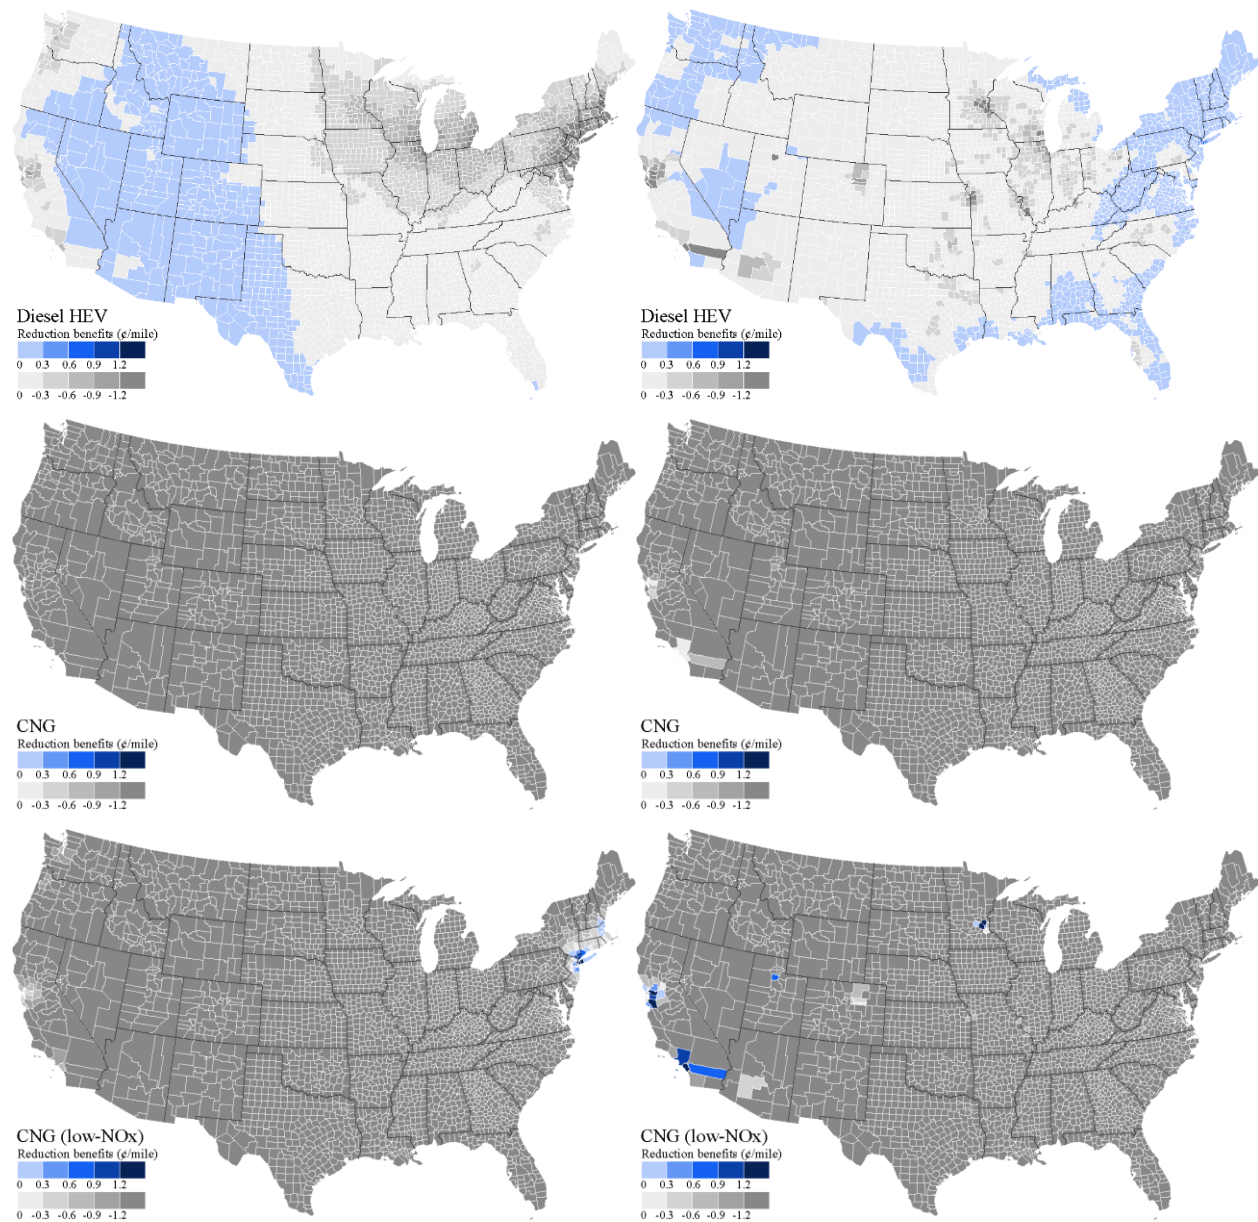 Diesel HEV
Reduction benefits (¢/mile)
0 0.3 0.6 0.9 1.2
0 -0.3 -0.6 -0.9 -1.2
Diesel HEV
Reduction benefits (¢/mile)
0 0.3 0.6 0.9 1.2
0 -0.3 -0.6 -0.9 -1.2
CNG
Reduction benefits (¢/mile)
0 0.3 0.6 0.9 1.2
0 -0.3 -0.6 -0.9 -1.2
CNG
Reduction benefits (¢/mile)
0 0.3 0.6 0.9 1.2
0 -0.3 -0.6 -0.9 -1.2
CNG (low-NOx)
Reduction benefits (¢/mile)
0 0.3 0.6 0.9 1.2
0 -0.3 -0.6 -0.9 -1.2
CNG (low-NOx)
Reduction benefits (¢/mile)
0 0.3 0.6 0.9 1.2
0 -0.3 -0.6 -0.9 -1.2